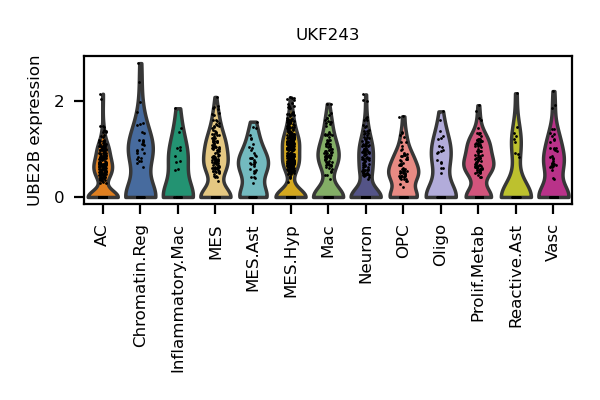 UKF243
UBE2B expression
2
0
AC
Chromatin.Reg
Inflammatory.Mac
MES
MES.Ast
MES.Hyp
Mac
Neuron
OPC
Oligo
Prolif.Metab
Reactive.Ast
Vasc